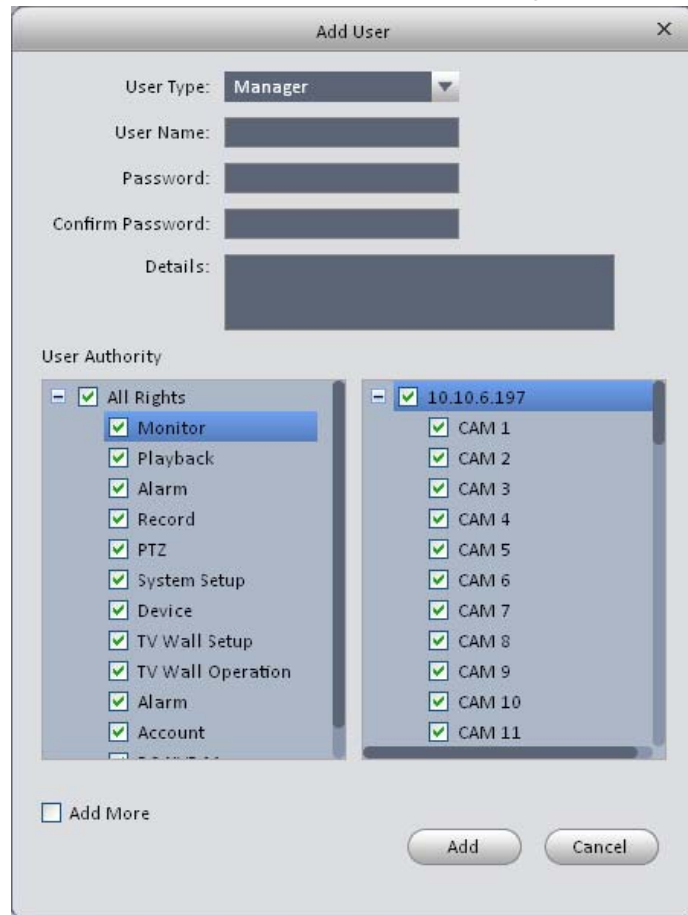 Add User
User Type: Manager
User Name:
Password:
Confirm Password:
Details:
User Authority
All Rights
Monitor
Playback
Alarm
Record
PTZ
System Setup
Device
TV Wall Setup
TV Wall Operation
Alarm
Account
10.10.6.197
CAM 1
CAM 2
CAM 3
CAM 4
CAM 5
CAM 6
CAM 7
CAM 8
CAM 9
CAM 10
CAM 11
Add More
Add
Cancel